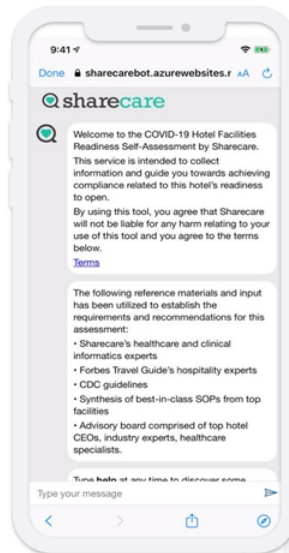 9:41
Done sharecarebot.azurewebsites.r AA
sharecare
Welcome to the COVID-19 Hotel Facilities
Readiness Self-Assessment by Sharecare.
This service is intended to collect
information and guide you towards achieving
compliance related to this hotel's readiness
to open.
By using this tool, you agree that Sharecare
will not be liable for any harm relating to your
use of this tool and you agree to the terms
below.
Terms
The following reference materials and input
has been utilized to establish the
requirements and recommendations for this
assessment:
• Sharecare's healthcare and clinical
informatics experts
• Forbes Travel Guide's hospitality experts
• CDC guidelines
• Synthesis of best-in-class SOPs from top
facilities
• Advisory board comprised of top hotel
CEOs, industry experts, healthcare
specialists.
Type help at any time to discover some
Type your message